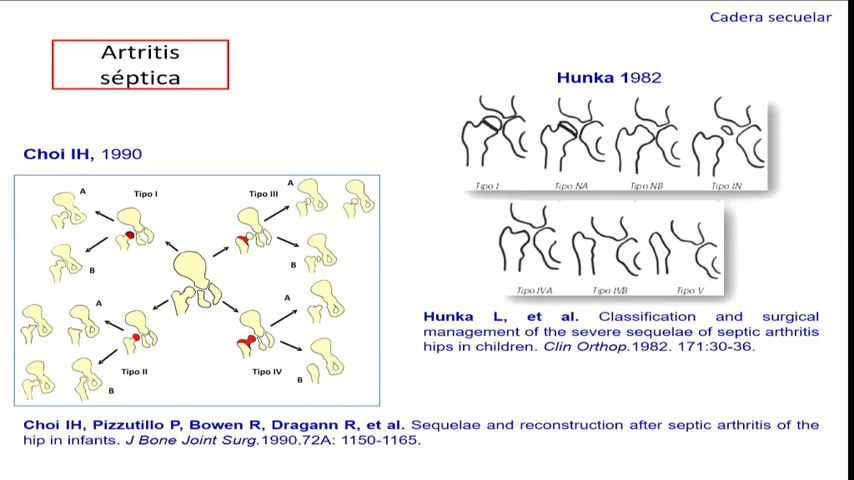 Cadera secuelar
Artritis
séptica
Hunka 1982
Tipo I
Tipo NA
Tipo NB
Tipo IN
Tipo IVA
Tipo IVB
Tipo V
Choi IH, 1990
A
Tipo I
B
Tipo III
A
B
A
Tipo II
B
A
Tipo IV
B
Hunka L, et al. Classification and surgical
management of the severe sequelae of septic arthritis
hips in children. Clin Orthop.1982. 171:30-36.
Choi IH, Pizzutillo P, Bowen R, Dragann R, et al. Sequelae and reconstruction after septic arthritis of the
hip in infants. J Bone Joint Surg.1990.72A: 1150-1165.